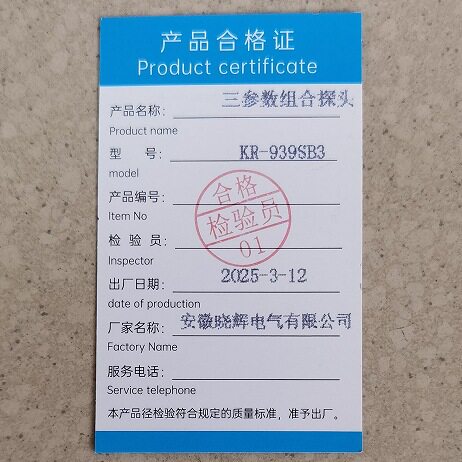 产品合格证
Product certificate
产品名称: 三参数组合探头
Product name
型 号: KR-939SB3
model
产品编号:
Item No
合格
检验员
01
检 验 员:
Inspector
出厂日期: 2025-3-12
date of production
厂家名称: 安徽晓辉电气有限公司
Factory Name
服务电话:
Service telephone
本产品径检验符合规定的质量标准，准予出厂。